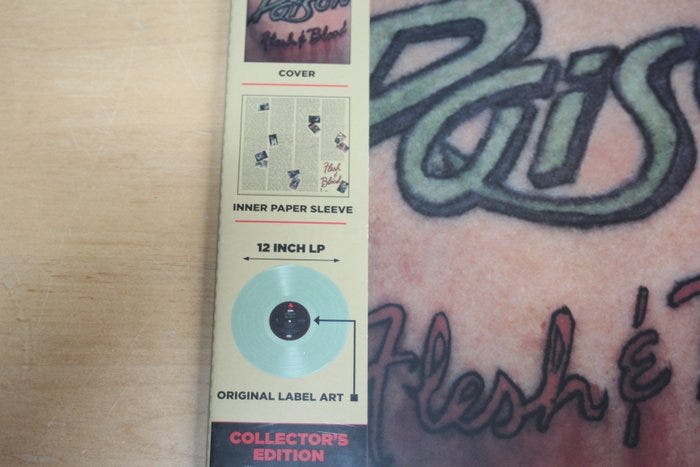 Poison
Flesh & Blood
COVER
Flesh
&
Blood
INNER PAPER SLEEVE
12 INCH LP
ORIGINAL LABEL ART
COLLECTOR'S
EDITION
Pois
Flesh &